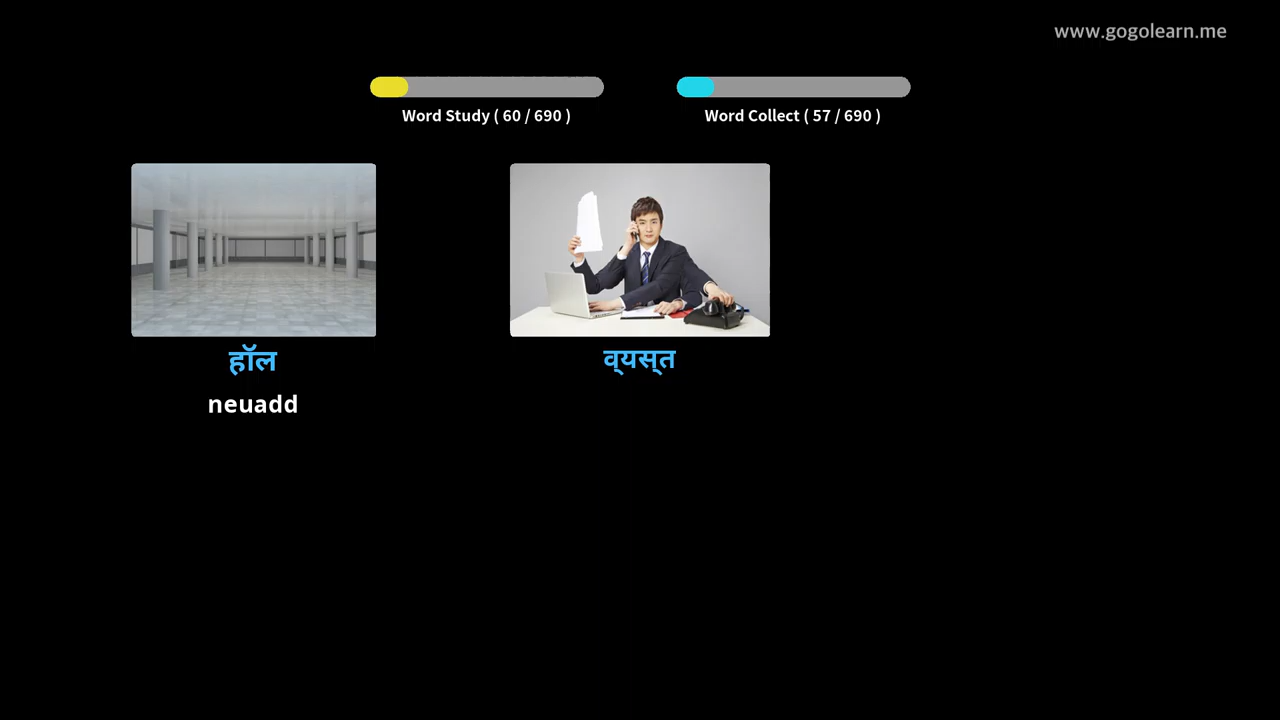 www.gogolearn.me
Word Study ( 60 / 690 )
Word Collect ( 57 / 690 )
हॉल
व्यस्त
neuadd